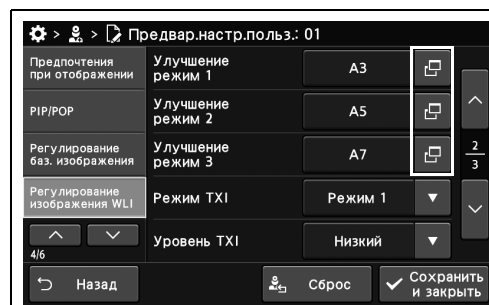 > > Предвар.настр.польз.: 01
Предпочтения
при отображении
PIP/POP
Регулирование
баз. изображения
Регулирование
изображения WLI
4/6
Улучшение
режим 1
A3
Улучшение
режим 2
A5
Улучшение
режим 3
A7
Режим TXI
Режим 1
Уровень TXI
Низкий
2
3
Назад
Сброс
Сохранить
и закрыть